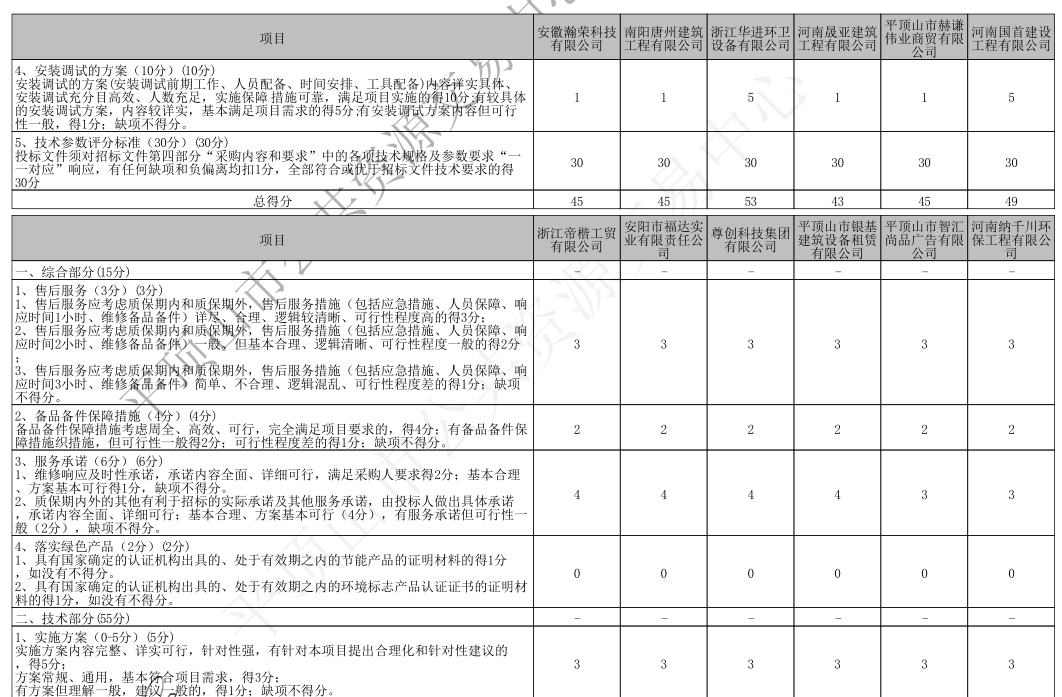 项目 安徽瀚荣科技有限公司 南阳唐州建筑工程有限公司 浙江华进环卫设备有限公司 河南晟亚建筑工程有限公司 平顶山市赫谦伟业商贸有限公司 河南国首建设工程有限公司
4、安装调试的方案（10分）(10分)
安装调试的方案(安装调试前期工作、人员配备、时间安排、工具配备)内容详实具体、
安装调试充分目高效、人数充足，实施保障 措施可靠，满足项目实施的得10分;有较具体
的安装调试方案，内容较详实，基本满足项目需求的得5分;有安装调试方案内容但可行
性一般，得1分；缺项不得分。
1 1 5 1 1 5
5、技术参数评分标准（30分）(30分)
投标文件须对招标文件第四部分“采购内容和要求”中的各项技术规格及参数要求“一
一对应”响应，有任何缺项和负偏离均扣1分，全部符合或优于招标文件技术要求的得
30分
30 30 30 30 30 30
总得分 45 45 53 43 45 49
项目 浙江帝楷工贸有限公司 安阳市福达实业有限责任公司 尊创科技集团有限公司 平顶山市银基建筑设备租赁有限公司 平顶山市智汇尚品广告有限公司 河南纳千川环保工程有限公司
一、综合部分(15分) － － － － － －
1、售后服务（3分）(3分)
1、售后服务应考虑质保期内和质保期外，售后服务措施（包括应急措施、人员保障、响
应时间1小时、维修备品备件）详尽、合理、逻辑较清晰、可行性程度高的得3分；
2、售后服务应考虑质保期内和质保期外，售后服务措施（包括应急措施、人员保障、响
应时间2小时、维修备品备件）一般、但基本合理、逻辑清晰、可行性程度一般的得2分
；
3、售后服务应考虑质保期内和质保期外，售后服务措施（包括应急措施、人员保障、响
应时间3小时、维修备品备件）简单、不合理、逻辑混乱、可行性程度差的得1分；缺项
不得分。
3 3 3 3 3 3
2、备品备件保障措施（4分）(4分)
备品备件保障措施考虑周全、高效、可行，完全满足项目要求的，得4分；有备品备件保
障措施织措施，但可行性一般得2分；可行性程度差的得1分；缺项不得分。
2 2 2 2 2 2
3、服务承诺（6分）(6分)
1、维修响应及时性承诺，承诺内容全面、详细可行，满足采购人要求得2分；基本合理
、方案基本可行得1分，缺项不得分。
2、质保期内外的其他有利于招标的实际承诺及其他服务承诺，由投标人做出具体承诺
，承诺内容全面、详细可行；基本合理、方案基本可行（4分），有服务承诺但可行性一
般（2分），缺项不得分。
4 4 4 4 3 3
4、落实绿色产品（2分）(2分)
1、具有国家确定的认证机构出具的、处于有效期之内的节能产品的证明材料的得1分
，如没有不得分。
2、具有国家确定的认证机构出具的、处于有效期之内的环境标志产品认证证书的证明材
料的得1分，如没有不得分。
0 0 0 0 0 0
二、技术部分(55分) － － － － － －
1、实施方案（0-5分）(5分)
实施方案内容完整、详实可行，针对性强，有针对本项目提出合理化和针对性建议的
，得5分；
方案常规、通用，基本符合项目需求，得3分；
有方案但理解一般，建议一般的，得1分；缺项不得分。
3 3 3 3 3 3
平顶山市公共资源交易中心
平顶山市公共资源交易中心